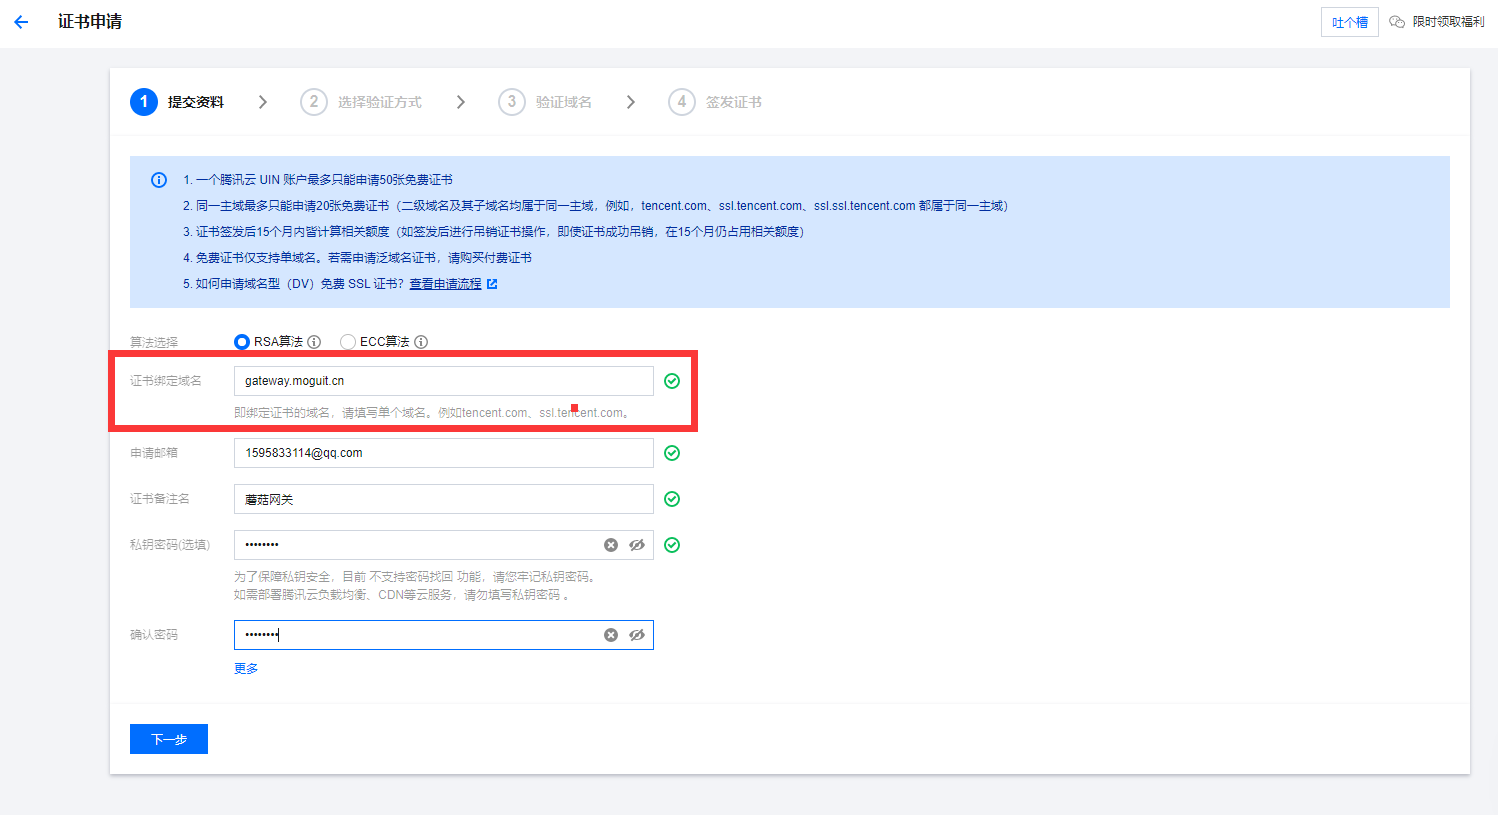 证书申请
吐个槽
限时领取福利
1 提交资料
2 选择验证方式
3 验证域名
4 签发证书
1. 一个腾讯云 UIN 账户最多只能申请50张免费证书
2. 同一主域最多只能申请20张免费证书（二级域名及其子域名均属于同一主域，例如，tencent.com、ssl.tencent.com、ssl.ssl.tencent.com 都属于同一主域）
3. 证书签发后15个月内皆计算相关额度（如签发后进行吊销证书操作，即使证书成功吊销，在15个月仍占用相关额度）
4. 免费证书仅支持单域名。若需申请泛域名证书，请购买付费证书
5. 如何申请域名型（DV）免费 SSL 证书？查看申请流程
算法选择 RSA算法 ECC算法
证书绑定域名 gateway.moguit.cn
即绑定证书的域名，请填写单个域名。例如tencent.com、ssl.tencent.com。
申请邮箱 1595833114@qq.com
证书备注名 蘑菇网关
私钥密码(选填) ••••••••
为了保障私钥安全，目前 不支持密码找回 功能，请您牢记私钥密码。
如需部署腾讯云负载均衡、CDN等云服务，请勿填写私钥密码 。
确认密码 ••••••••
更多
下一步